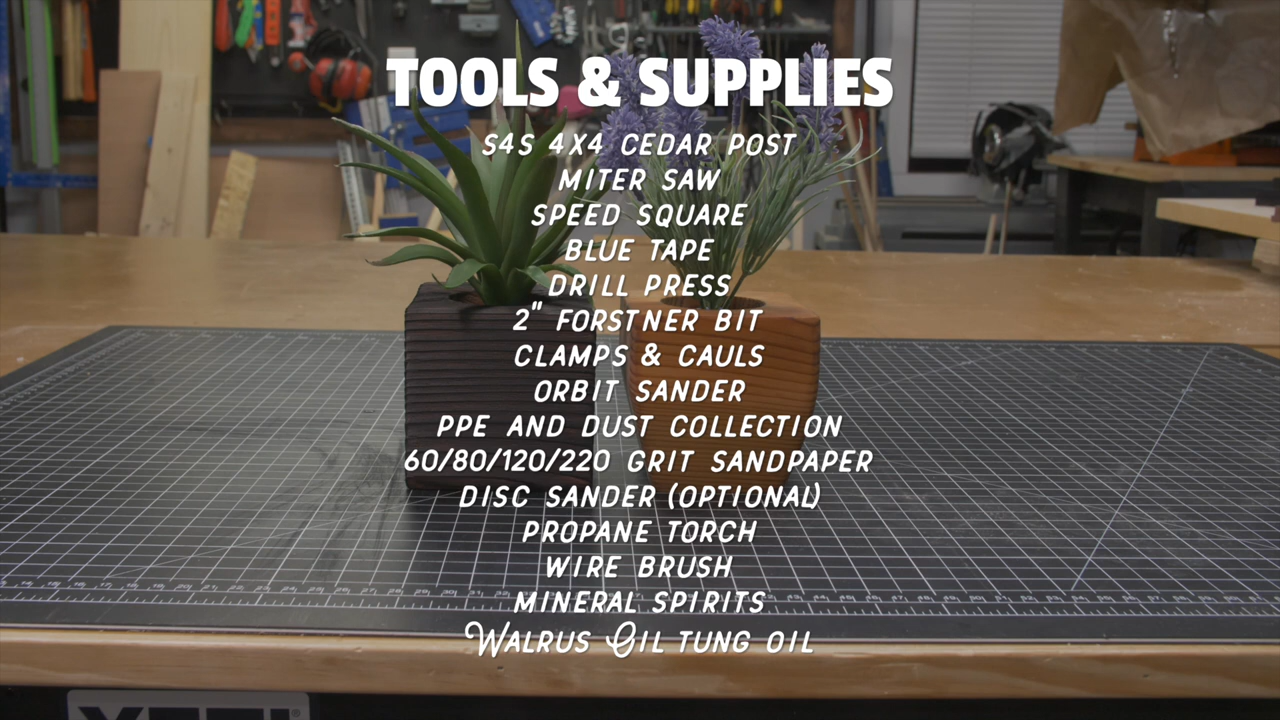 TOOLS & SUPPLIES
S4S 4X4 CEDAR POST
MITER SAW
SPEED SQUARE
BLUE TAPE
DRILL PRESS
2" FORSTNER BIT
CLAMPS & CAULS
ORBIT SANDER
PPE AND DUST COLLECTION
60/80/120/220 GRIT SANDPAPER
DISC SANDER (OPTIONAL)
PROPANE TORCH
WIRE BRUSH
MINERAL SPIRITS
WALRUS OIL TUNG OIL